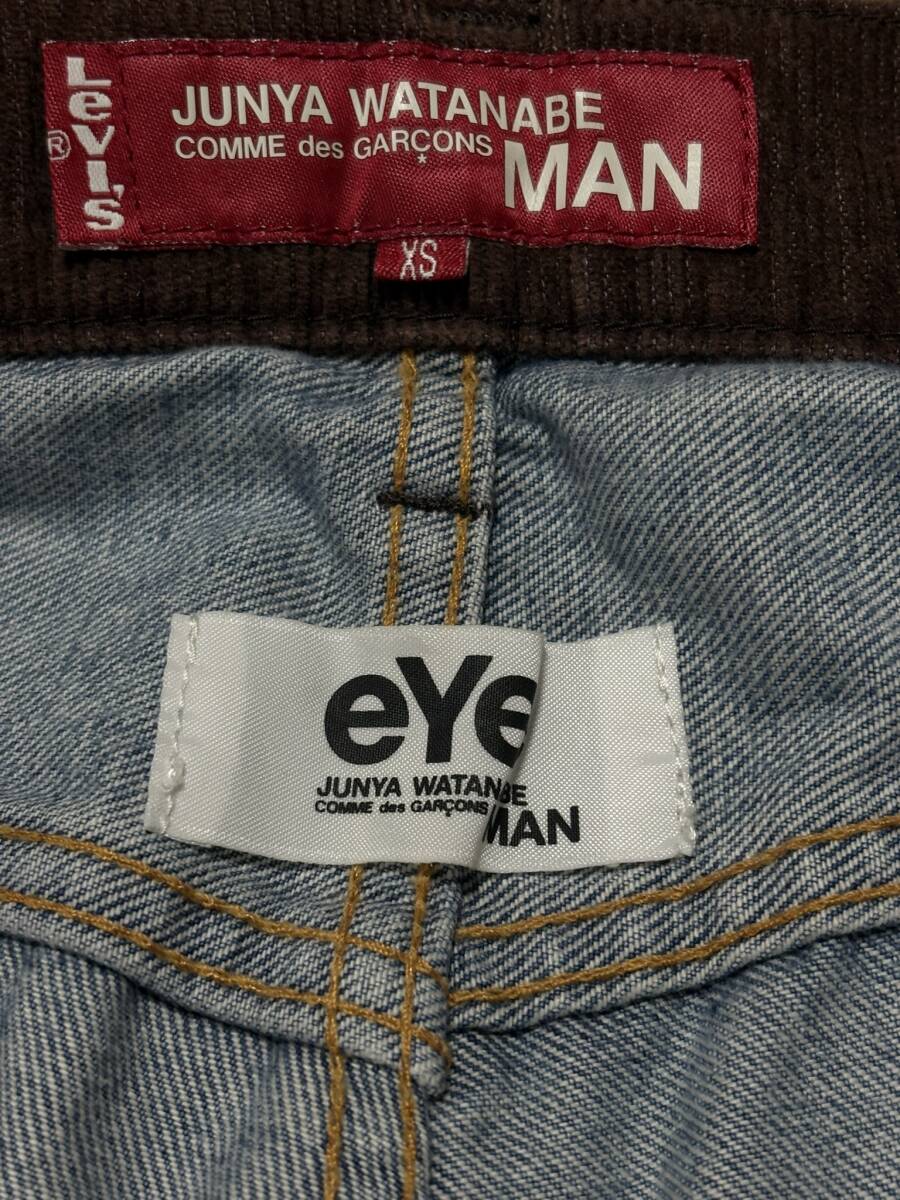 LEVI'S
®
JUNYA WATANABE
COMME des GARÇONS
*
MAN
XS
eYe
JUNYA WATANABE
COMME des GARÇONS
MAN